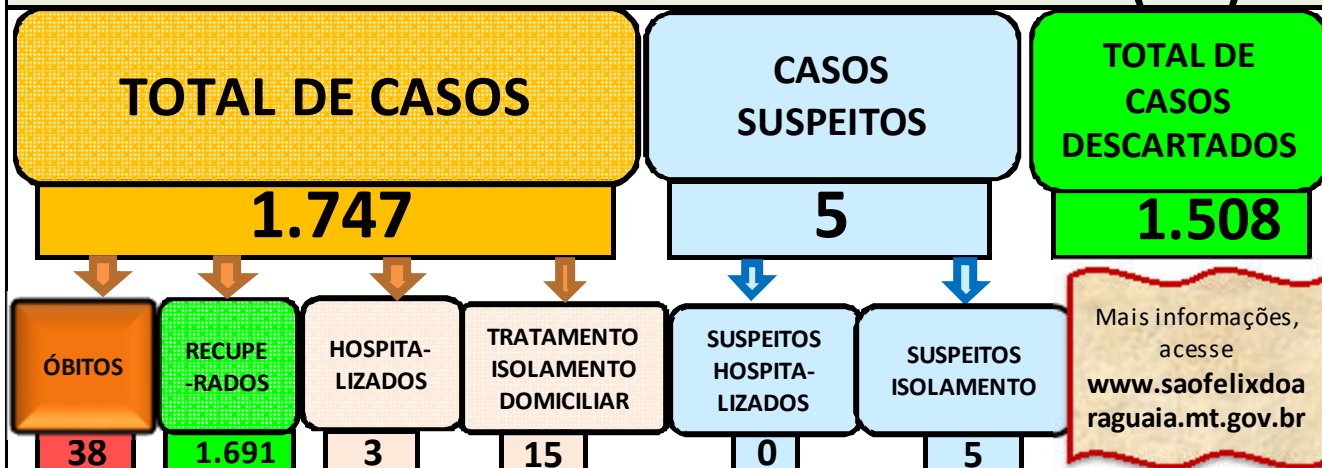 TOTAL DE CASOS
1.747
CASOS
SUSPEITOS
5
TOTAL DE
CASOS
DESCARTADOS
1.508
ÓBITOS
38
RECUPE
-RADOS
1.691
HOSPITA-
LIZADOS
3
TRATAMENTO
ISOLAMENTO
DOMICILIAR
15
SUSPEITOS
HOSPITA-
LIZADOS
0
SUSPEITOS
ISOLAMENTO
5
Mais informações,
acesse
www.saofelixdoa
raguaia.mt.gov.br